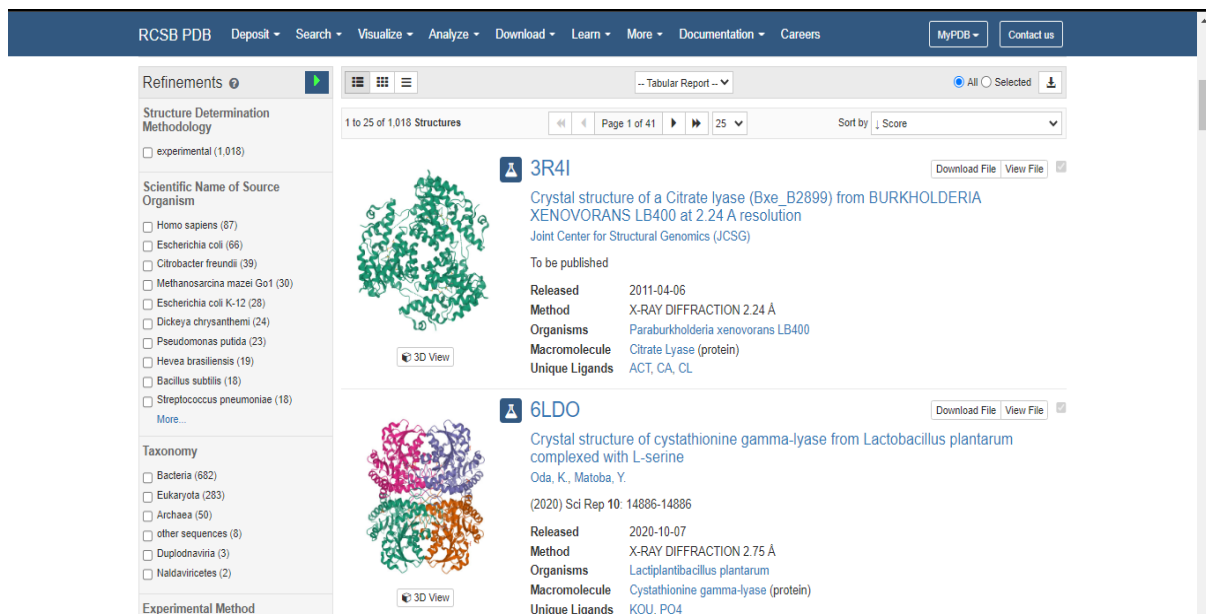 RCSB PDB Deposit Search Visualize Analyze Download Learn More Documentation Careers MyPDB Contact us
Refinements
-- Tabular Report --
All Selected
Structure Determination
Methodology
experimental (1,018)
Scientific Name of Source
Organism
Homo sapiens (87)
Escherichia coli (66)
Citrobacter freundii (39)
Methanosarcina mazei Go1 (30)
Escherichia coli K-12 (28)
Dickeya chrysanthemi (24)
Pseudomonas putida (23)
Hevea brasiliensis (19)
Bacillus subtilis (18)
Streptococcus pneumoniae (18)
More...
Taxonomy
Bacteria (682)
Eukaryota (283)
Archaea (50)
other sequences (8)
Duplodnaviria (3)
Naldaviricetes (2)
Experimental Method
1 to 25 of 1,018 Structures Page 1 of 41 25 Sort by ↓ Score
3R4I
Download File View File
Crystal structure of a Citrate lyase (Bxe_B2899) from BURKHOLDERIA
XENOVORANS LB400 at 2.24 A resolution
Joint Center for Structural Genomics (JCSG)
To be published
Released 2011-04-06
Method X-RAY DIFFRACTION 2.24 Å
Organisms Paraburkholderia xenovorans LB400
Macromolecule Citrate Lyase (protein)
Unique Ligands ACT, CA, CL
3D View
6LDO
Download File View File
Crystal structure of cystathionine gamma-lyase from Lactobacillus plantarum
complexed with L-serine
Oda, K., Matoba, Y.
(2020) Sci Rep 10: 14886-14886
Released 2020-10-07
Method X-RAY DIFFRACTION 2.75 Å
Organisms Lactiplantibacillus plantarum
Macromolecule Cystathionine gamma-lyase (protein)
Unique Ligands KOU, PO4
3D View